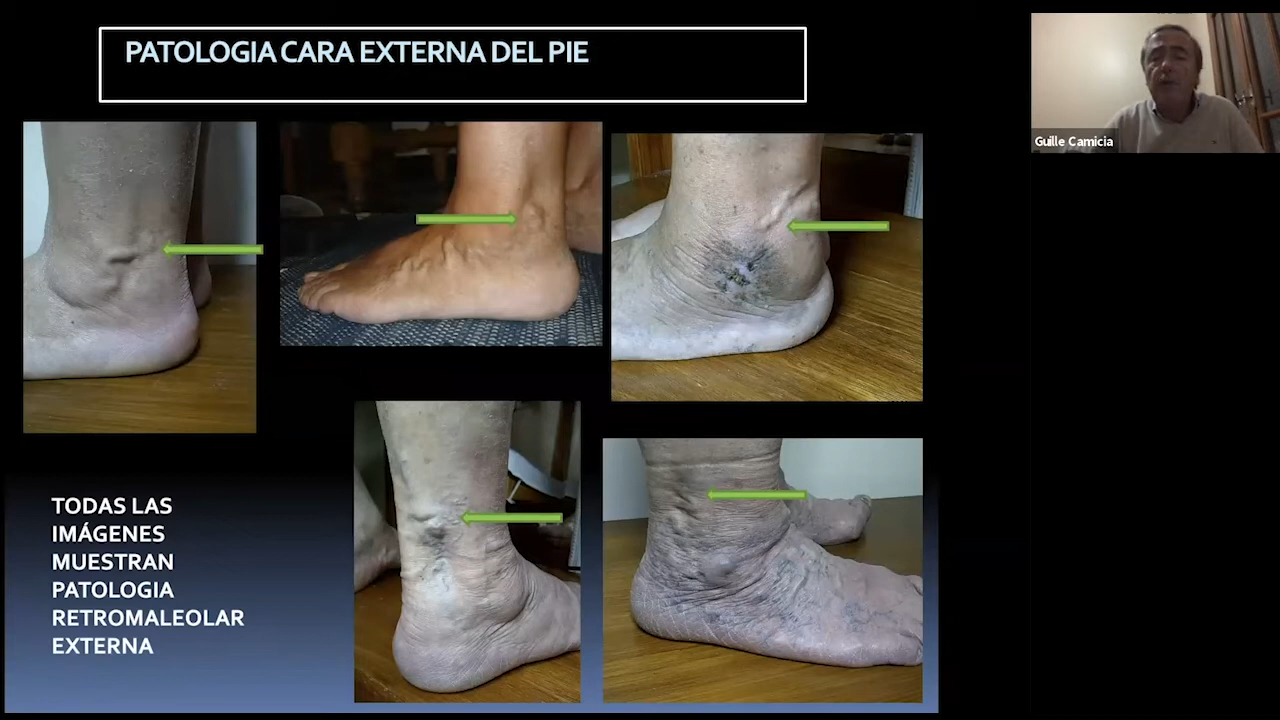 PATOLOGIA CARA EXTERNA DEL PIE
Guille Camicia
TODAS LAS
IMÁGENES
MUESTRAN
PATOLOGIA
RETROMALEOLAR
EXTERNA